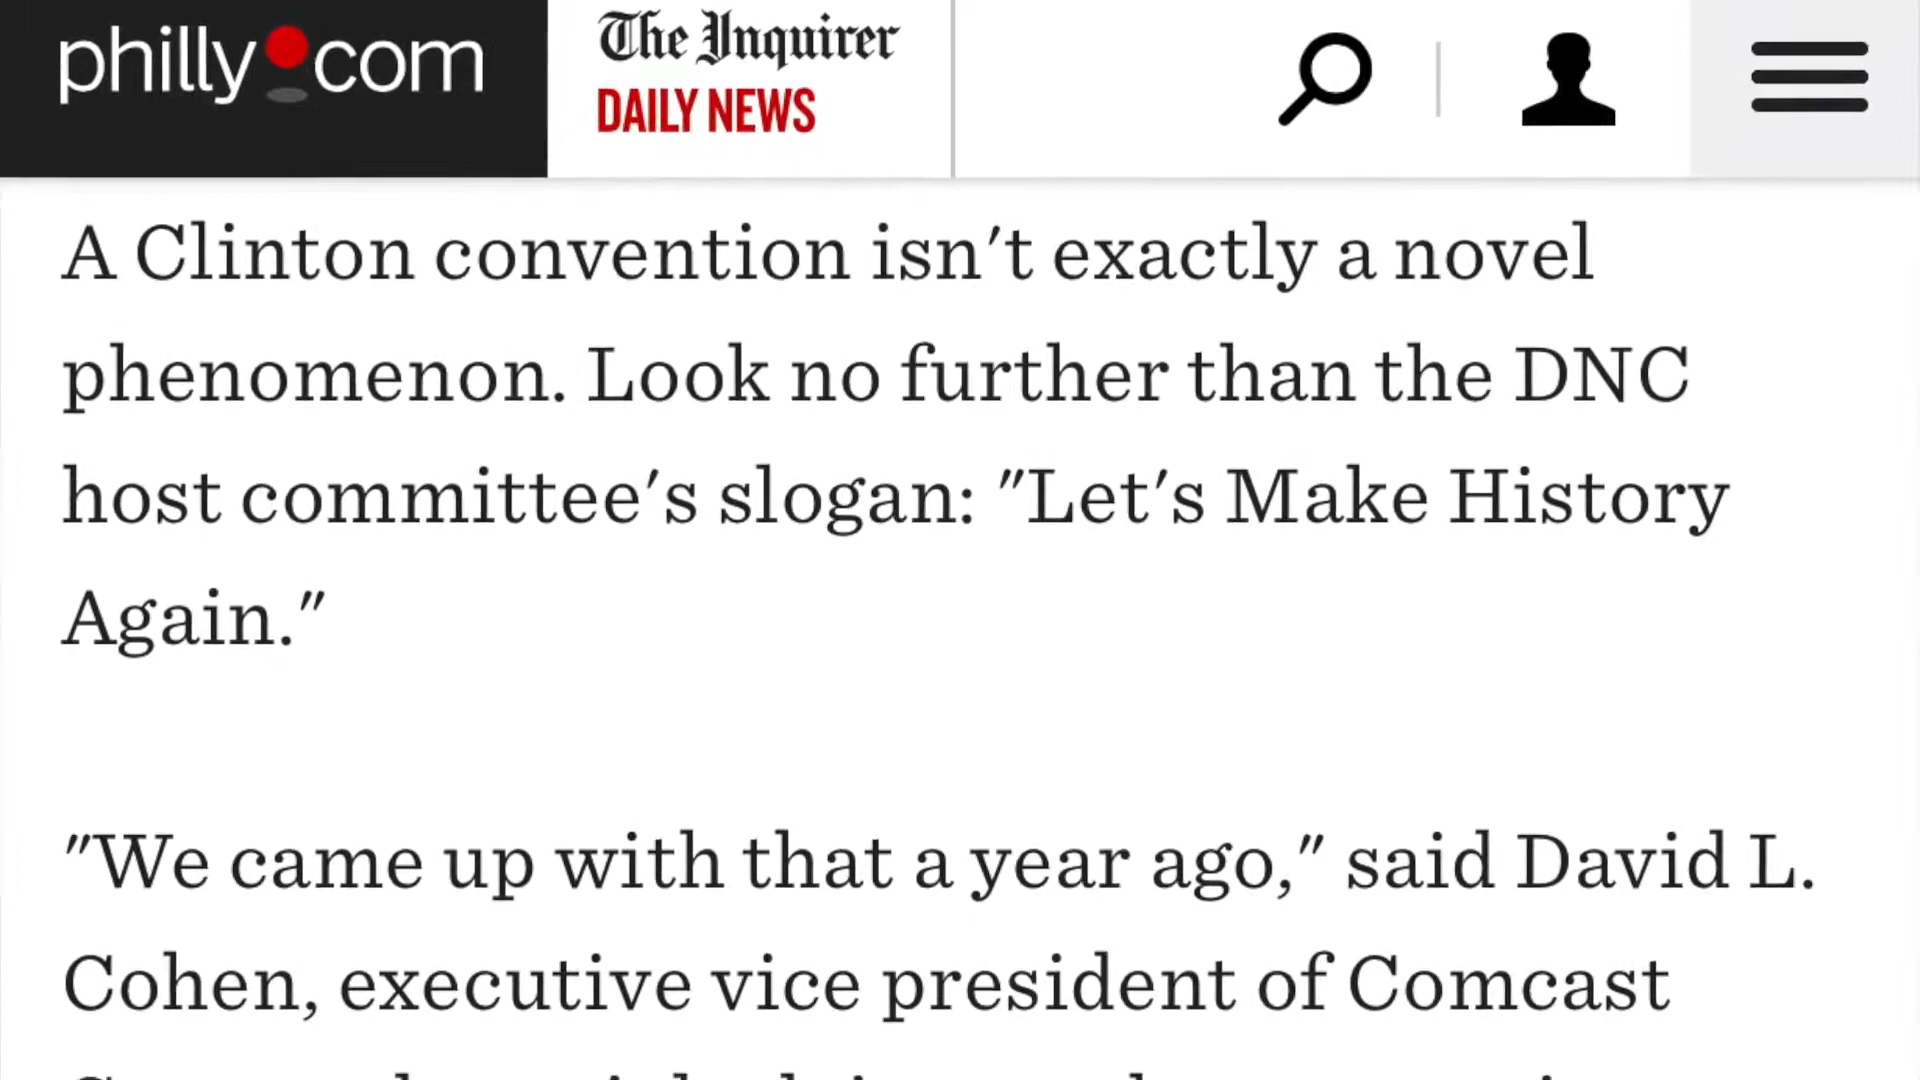 philly.com
The Inquirer
DAILY NEWS
A Clinton convention isn't exactly a novel
phenomenon. Look no further than the DNC
host committee's slogan: "Let's Make History
Again."
"We came up with that a year ago," said David L.
Cohen, executive vice president of Comcast